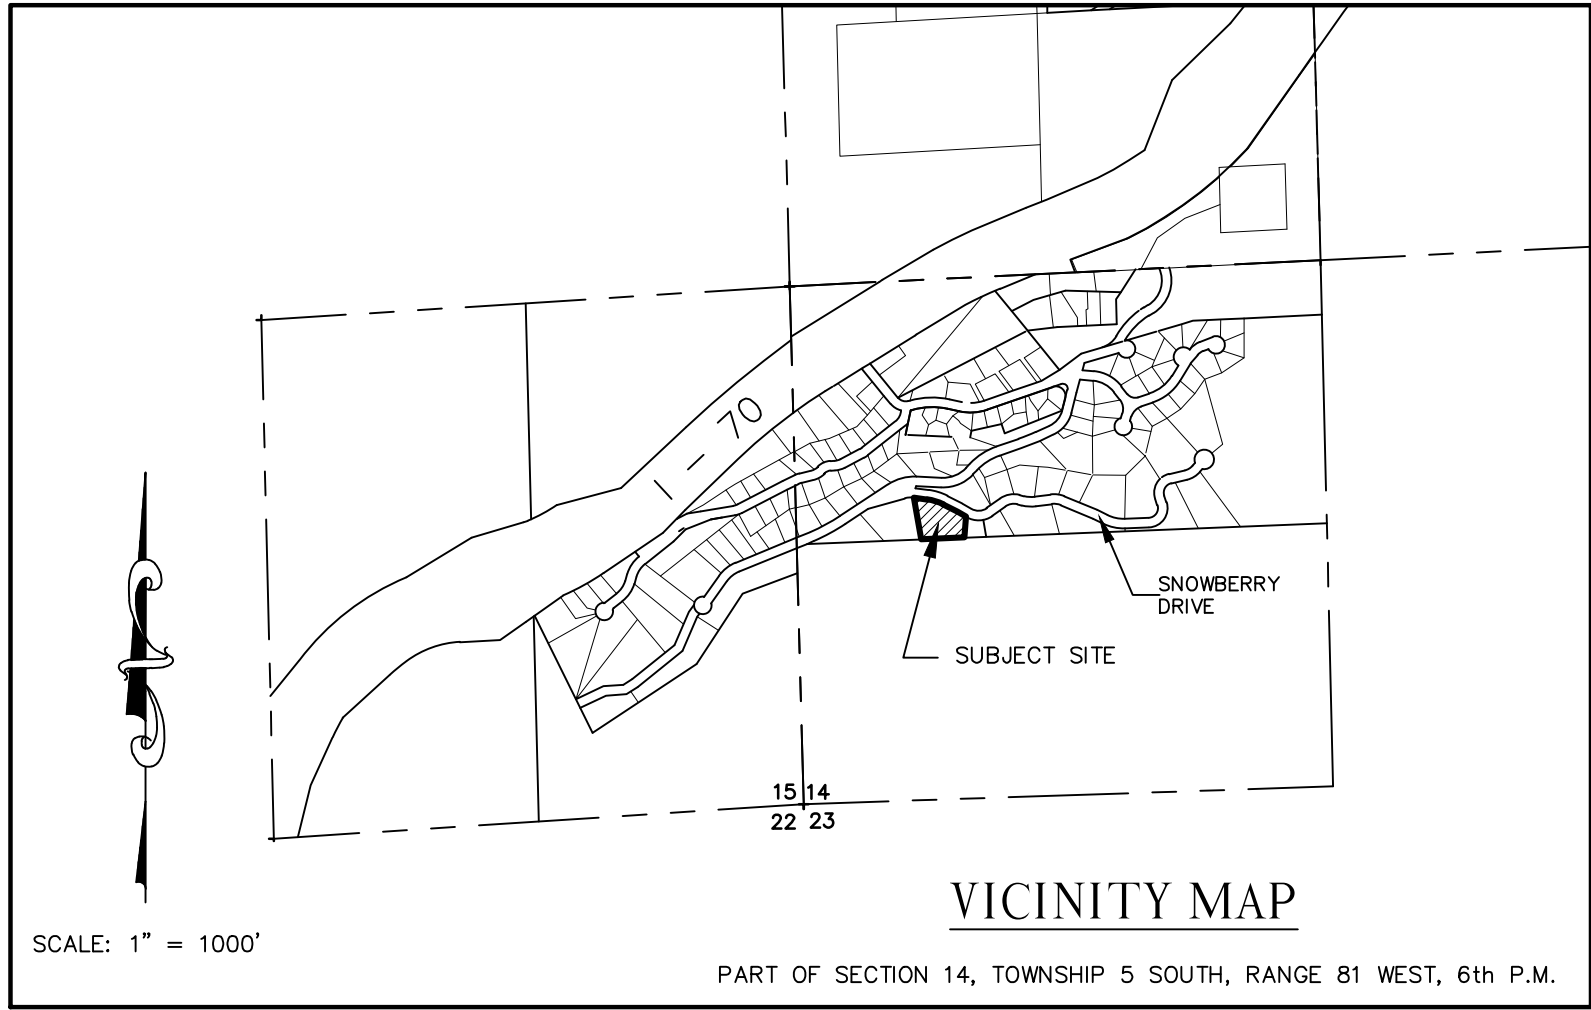 I - 70
SNOWBERRY
DRIVE
SUBJECT SITE
15 14
22 23
VICINITY MAP
SCALE: 1" = 1000'
PART OF SECTION 14, TOWNSHIP 5 SOUTH, RANGE 81 WEST, 6th P.M.